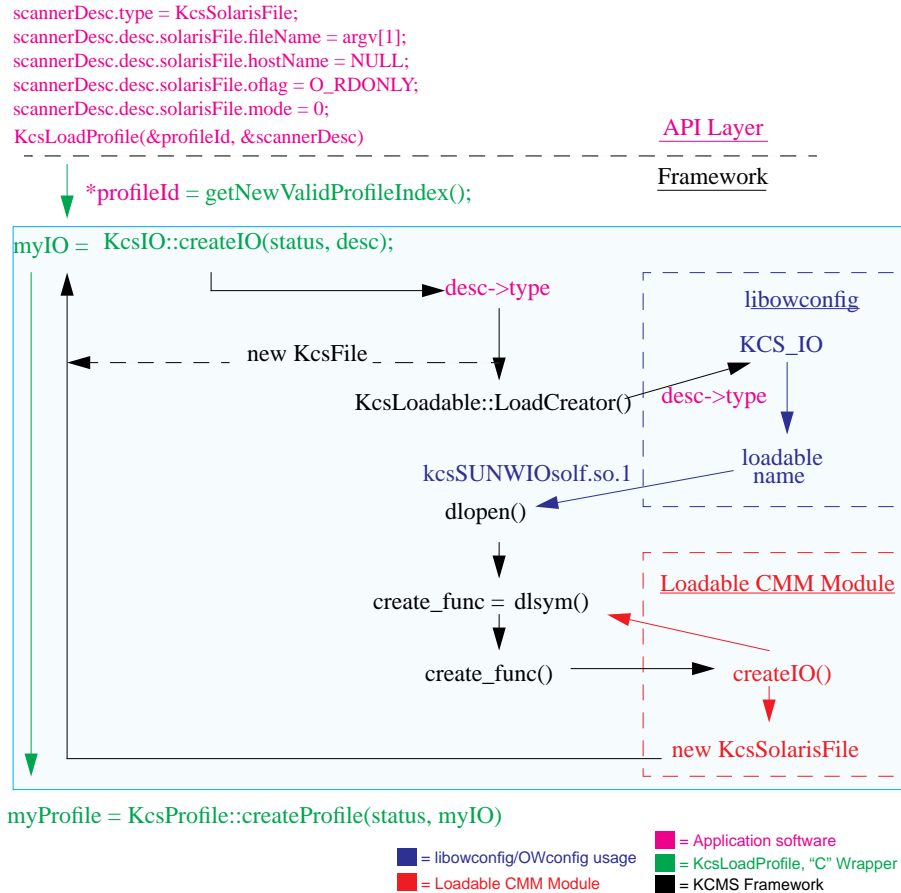 scannerDesc.type = KcsSolarisFile;
scannerDesc.desc.solarisFile.fileName = argv[1];
scannerDesc.desc.solarisFile.hostName = NULL;
scannerDesc.desc.solarisFile.oflag = O_RDONLY;
scannerDesc.desc.solarisFile.mode = 0;
KcsLoadProfile(&profileId, &scannerDesc)
API Layer
Framework
*profileId = getNewValidProfileIndex();
myIO = KcsIO::createIO(status, desc);
desc->type
libowconfig
new KcsFile
KCS_IO
KcsLoadable::LoadCreator()
desc->type
loadable
name
kcsSUNWIOsolf.so.1
dlopen()
Loadable CMM Module
create_func = dlsym()
create_func()
createIO()
new KcsSolarisFile
myProfile = KcsProfile::createProfile(status, myIO)
= libowconfig/OWconfig usage
= Loadable CMM Module
= Application software
= KcsLoadProfile, “C” Wrapper
= KCMS Framework